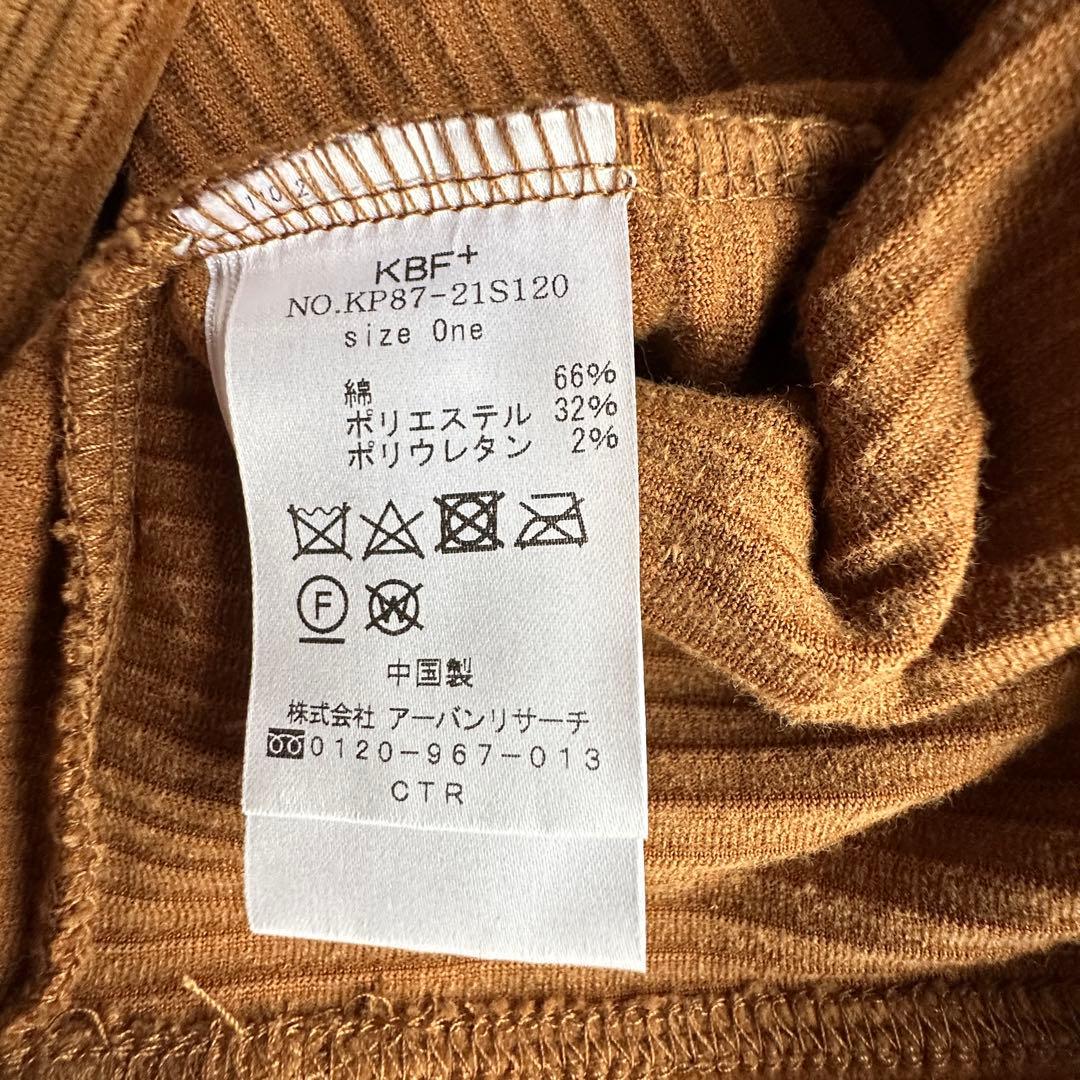 102
KBF+
NO.KP87-21S120
size One
綿 66%
ポリエステル 32%
ポリウレタン 2%
F
W
中国製
株式会社 アーバンリサーチ
0120-967-013
CTR